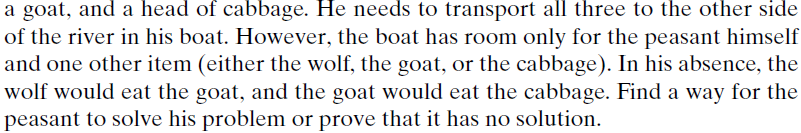 a goat, and a head of cabbage. He needs to transport all three to the other side
of the river in his boat. However, the boat has room only for the peasant himself
and one other item (either the wolf, the goat, or the cabbage). In his absence, the
wolf would eat the goat, and the goat would eat the cabbage. Find a way for the
peasant to solve his problem or prove that it has no solution.